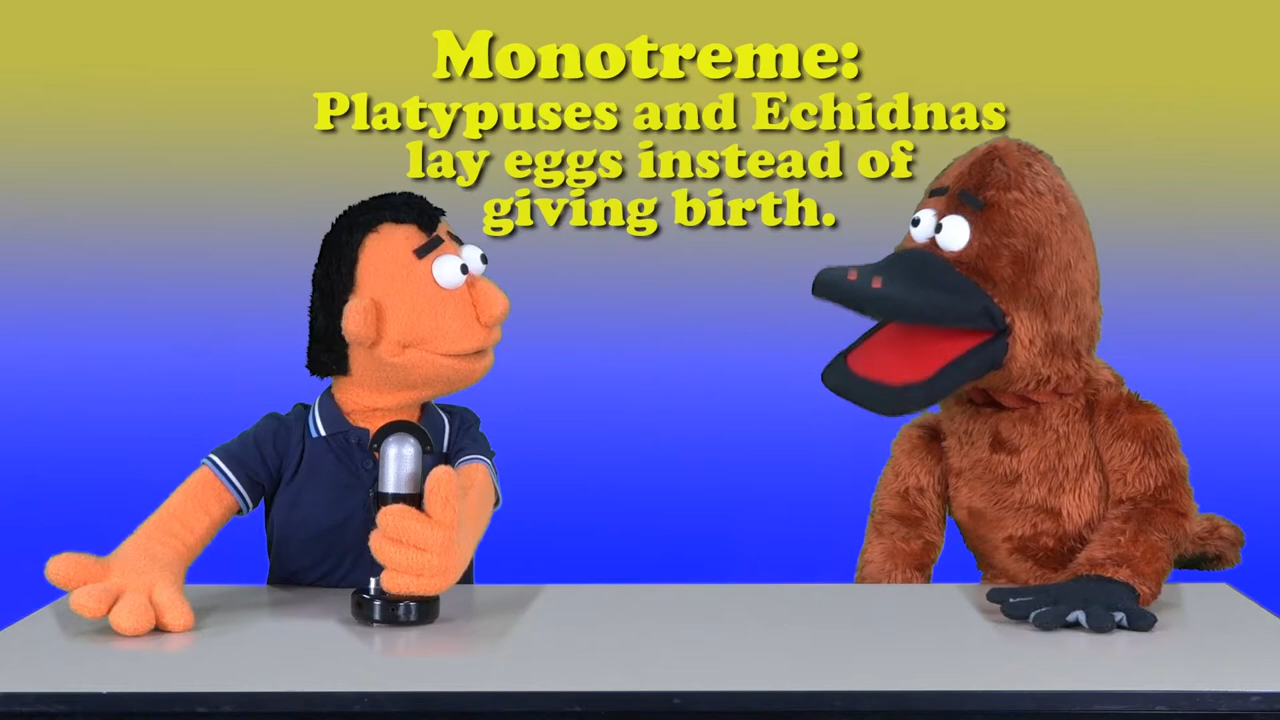 Monotreme:
Platypuses and Echidnas
lay eggs instead of
giving birth.